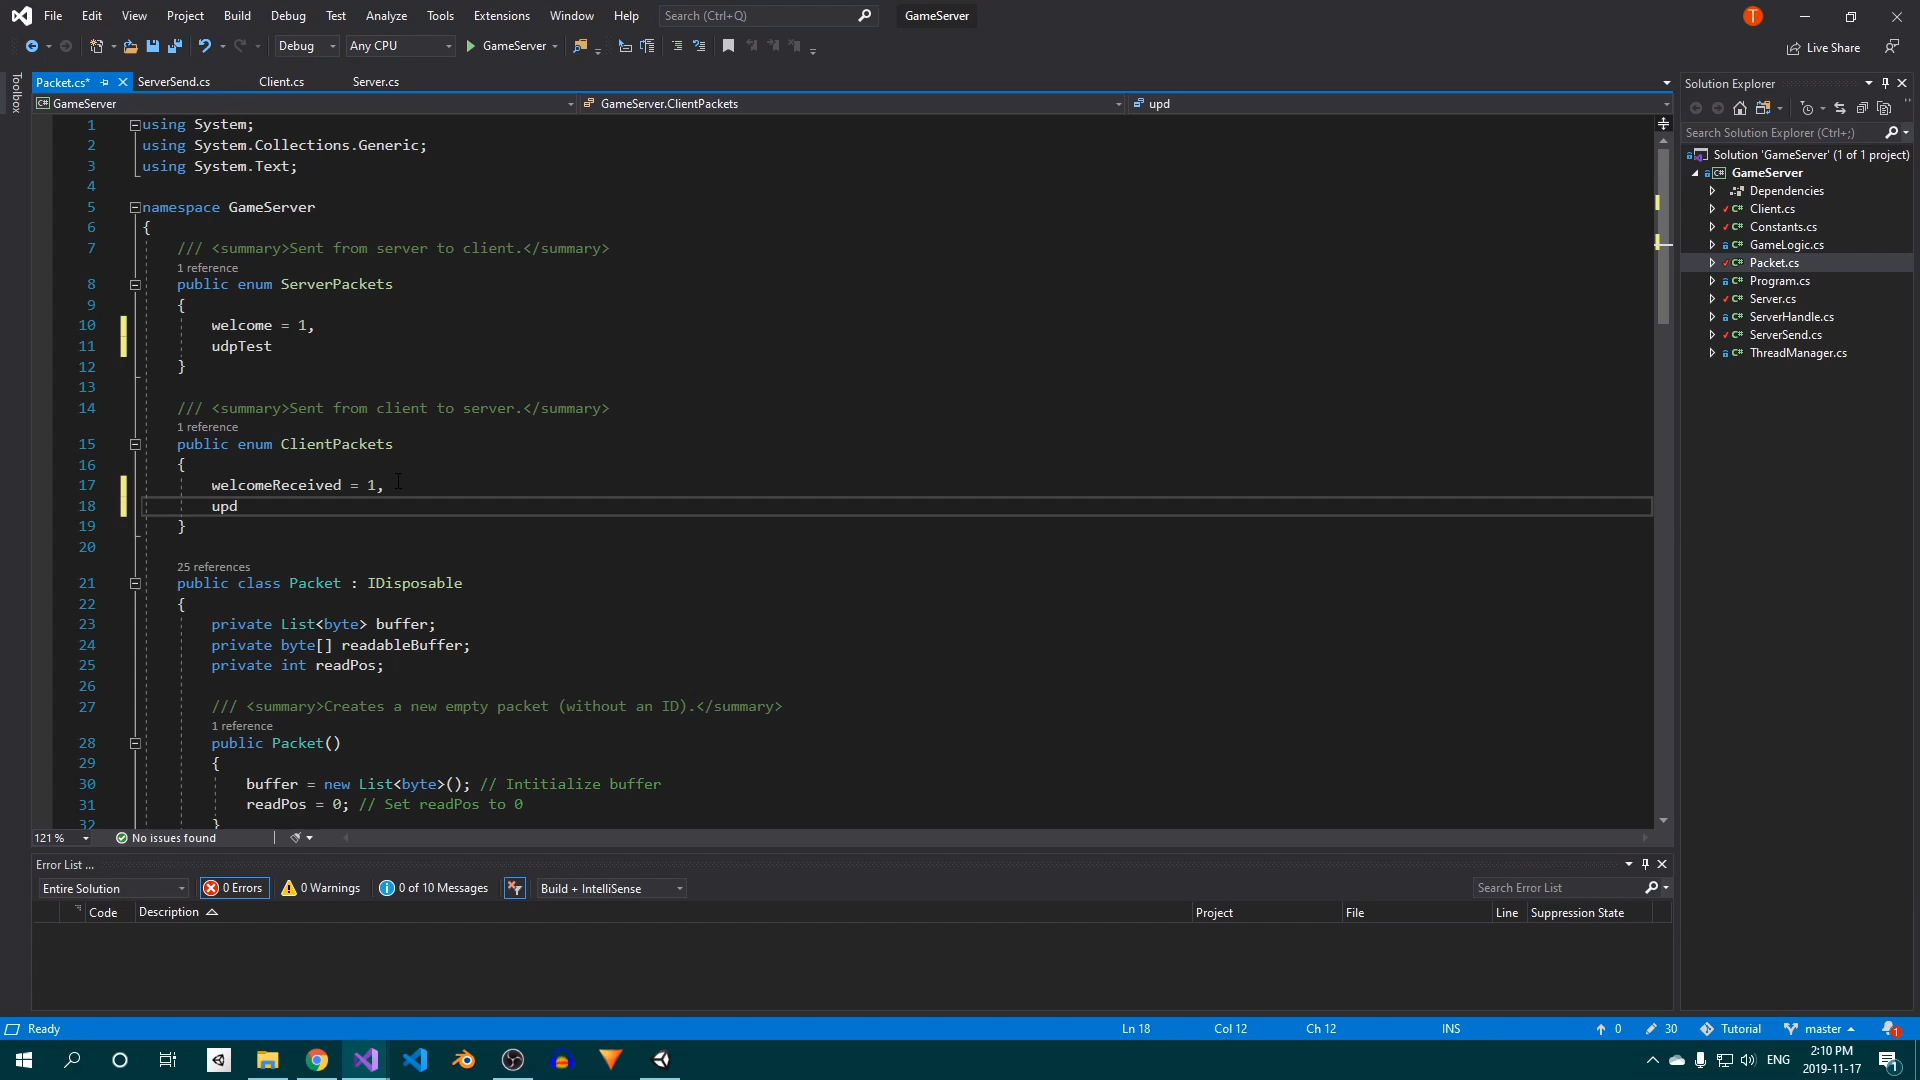 File Edit View Project Build Debug Test Analyze Tools Extensions Window Help Search (Ctrl+Q) GameServer T
Debug Any CPU GameServer Live Share
Toolbox
Packet.cs* ServerSend.cs Client.cs Server.cs
GameServer GameServer.ClientPackets upd
1 using System;
2 using System.Collections.Generic;
3 using System.Text;
4
5 namespace GameServer
6 {
7 /// <summary>Sent from server to client.</summary>
1 reference
8 public enum ServerPackets
9 {
10 welcome = 1,
11 udpTest
12 }
13
14 /// <summary>Sent from client to server.</summary>
1 reference
15 public enum ClientPackets
16 {
17 welcomeReceived = 1,
18 upd
19 }
20
25 references
21 public class Packet : IDisposable
22 {
23 private List<byte> buffer;
24 private byte[] readableBuffer;
25 private int readPos;
26
27 /// <summary>Creates a new empty packet (without an ID).</summary>
1 reference
28 public Packet()
29 {
30 buffer = new List<byte>(); // Intitialize buffer
31 readPos = 0; // Set readPos to 0
32 }
121 % No issues found
Solution Explorer
Search Solution Explorer (Ctrl+;)
Solution 'GameServer' (1 of 1 project)
GameServer
Dependencies
Client.cs
Constants.cs
GameLogic.cs
Packet.cs
Program.cs
Server.cs
ServerHandle.cs
ServerSend.cs
ThreadManager.cs
Error List ...
Entire Solution 0 Errors 0 Warnings 0 of 10 Messages Build + IntelliSense Search Error List
Code Description Project File Line Suppression State
Ready Ln 18 Col 12 Ch 12 INS 0 30 Tutorial master 1
ENG 2:10 PM 1
2019-11-17